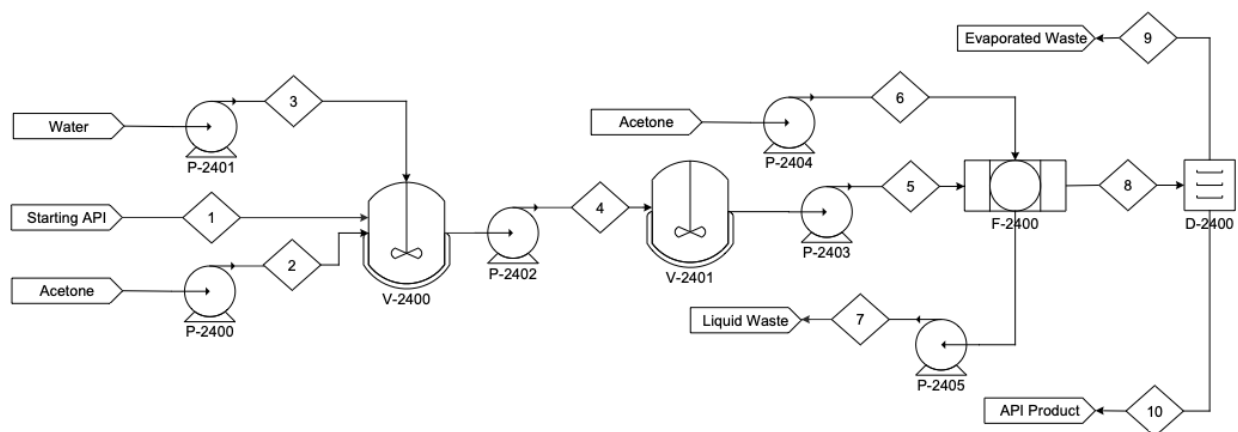 Evaporated Waste
9
3
6
Water
Acetone
P-2401
P-2404
Starting API
1
4
5
8
P-2402
P-2403
F-2400
D-2400
2
Acetone
V-2400
V-2401
P-2400
Liquid Waste
7
P-2405
API Product
10